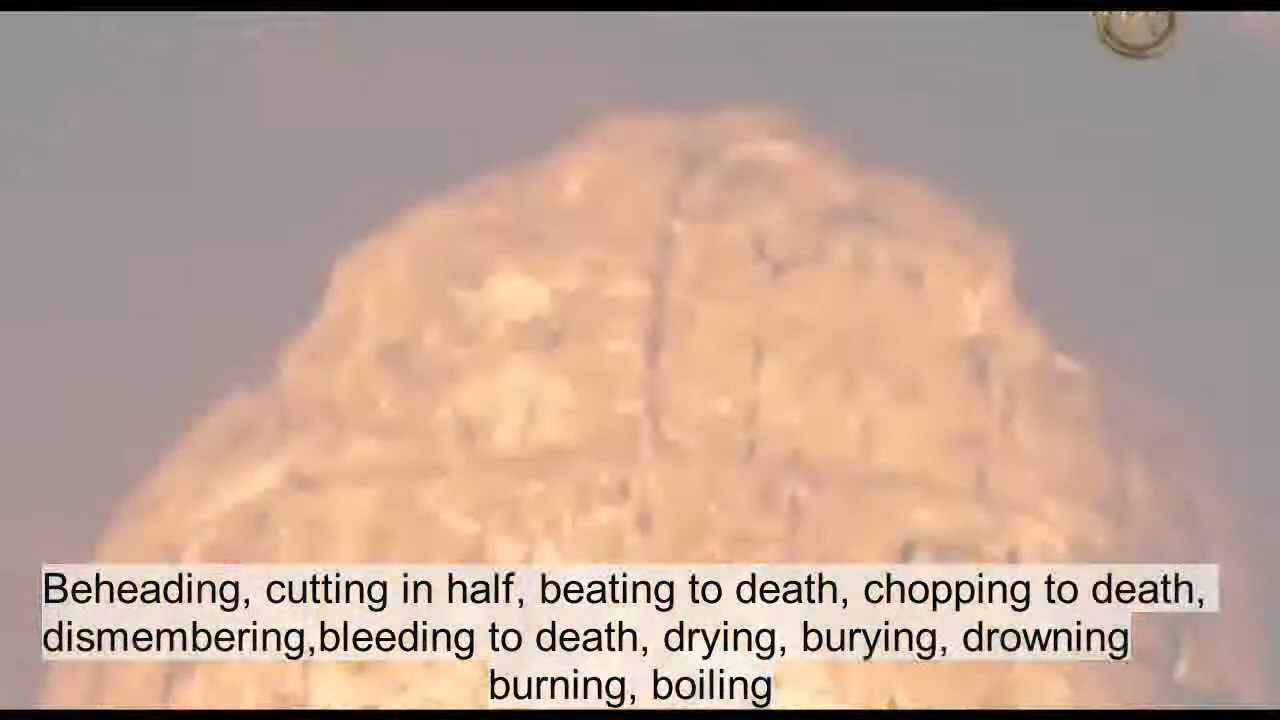 Beheading, cutting in half, beating to death, chopping to death,
dismembering,bleeding to death, drying, burying, drowning
burning, boiling